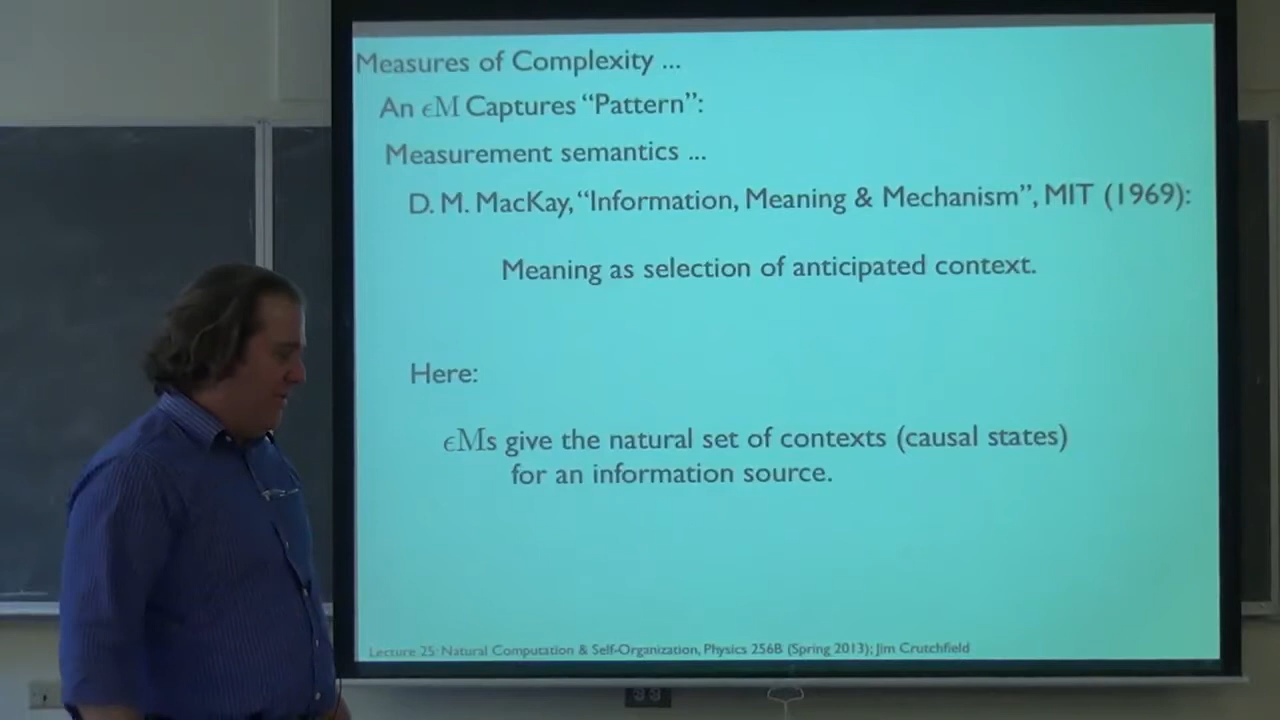 Measures of Complexity ...
An ϵM Captures “Pattern”:
Measurement semantics ...
D. M. MacKay, “Information, Meaning & Mechanism”, MIT (1969):
Meaning as selection of anticipated context.
Here:
ϵMs give the natural set of contexts (causal states)
for an information source.
Lecture 25: Natural Computation & Self-Organization, Physics 256B (Spring 2013); Jim Crutchfield